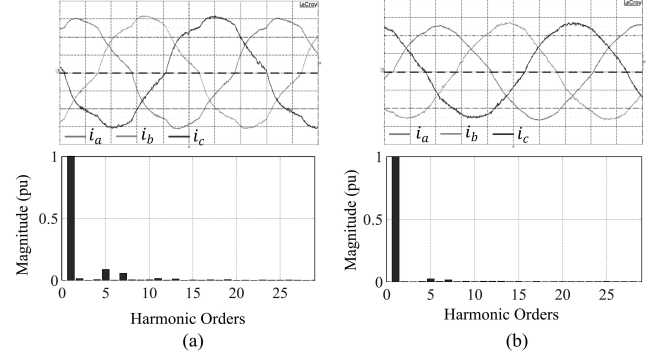 LeCroy
LeCroy
i_a i_b i_c
i_a i_b i_c
1
0.5
0
Magnitude (pu)
0 5 10 15 20 25
Harmonic Orders
(a)
1
0.5
0
Magnitude (pu)
0 5 10 15 20 25
Harmonic Orders
(b)